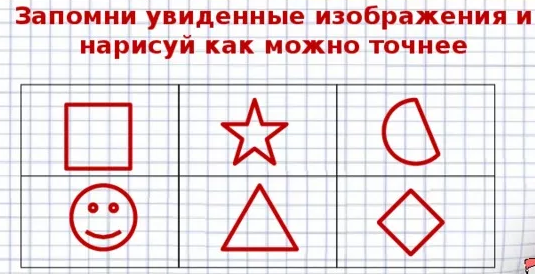 Запомни увиденные изображения и
нарисуй как можно точнее